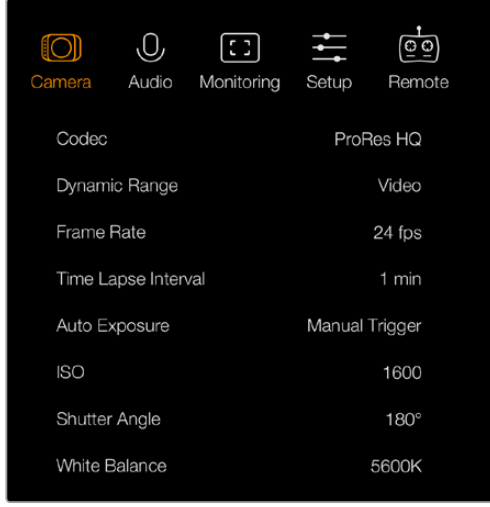 Camera Audio Monitoring Setup Remote
Codec ProRes HQ
Dynamic Range Video
Frame Rate 24 fps
Time Lapse Interval 1 min
Auto Exposure Manual Trigger
ISO 1600
Shutter Angle 180°
White Balance 5600K